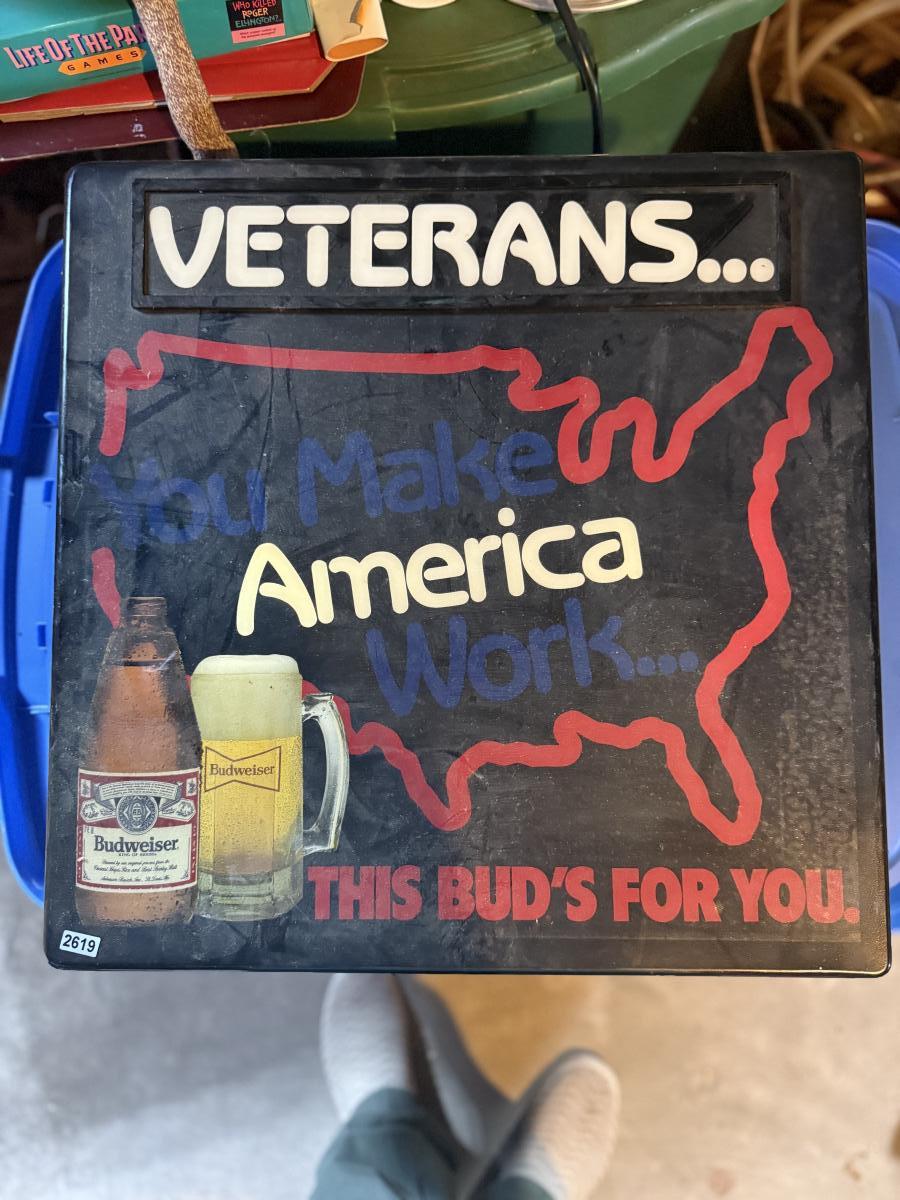 LIFE OF THE PA
GAMES
WHO KILLED
ROGER
ELLINGTON?
VETERANS...
You Make
America
Work...
Budweiser
Budweiser
KING OF BEERS
THIS BUD'S FOR YOU.
2619